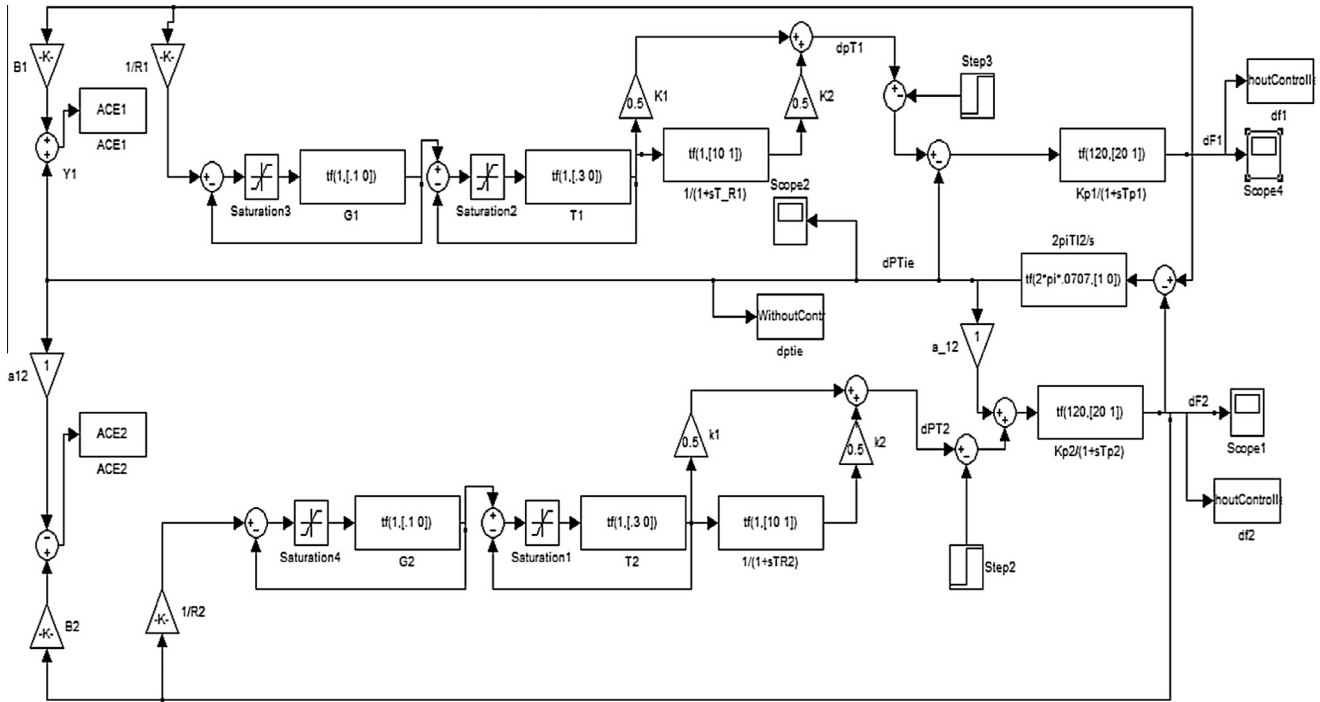 B1
-K-
1/R1
-K-
ACE1
ACE1
Y1
Saturation3
tf(1,[.1 0])
G1
Saturation2
tf(1,[.3 0])
T1
0.5
K1
tf(1,[10 1])
1/(1+sT_R1)
0.5
K2
dpT1
Step3
tf(120,[20 1])
Kp1/(1+sTp1)
dF1
houtControlle
df1
Scope4
Scope2
dPTie
2piTI2/s
tf(2*pi*.0707,[1 0])
WithoutContr
dptie
1
a_12
1
a12
ACE2
ACE2
0.5
k1
0.5
k2
dPT2
tf(120,[20 1])
Kp2/(1+sTp2)
dF2
Scope1
houtControlle
df2
Saturation4
tf(1,[.1 0])
G2
Saturation1
tf(1,[.3 0])
T2
tf(1,[10 1])
1/(1+sTR2)
Step2
-K-
B2
-K-
1/R2